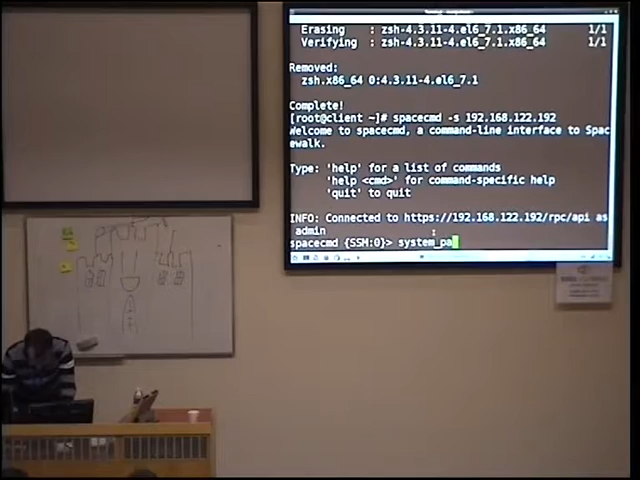 Erasing : zsh-4.3.11-4.el6_7.1.x86_64 1/1
Verifying : zsh-4.3.11-4.el6_7.1.x86_64 1/1
Removed:
zsh.x86_64 0:4.3.11-4.el6_7.1
Complete!
[root@client ~]# spacecmd -s 192.168.122.192
Welcome to spacecmd, a command-line interface to Spac
ewalk.
Type: 'help' for a list of commands
'help <cmd>' for command-specific help
'quit' to quit
INFO: Connected to https://192.168.122.192/rpc/api as
admin
spacecmd {SSM:0}> system_pa